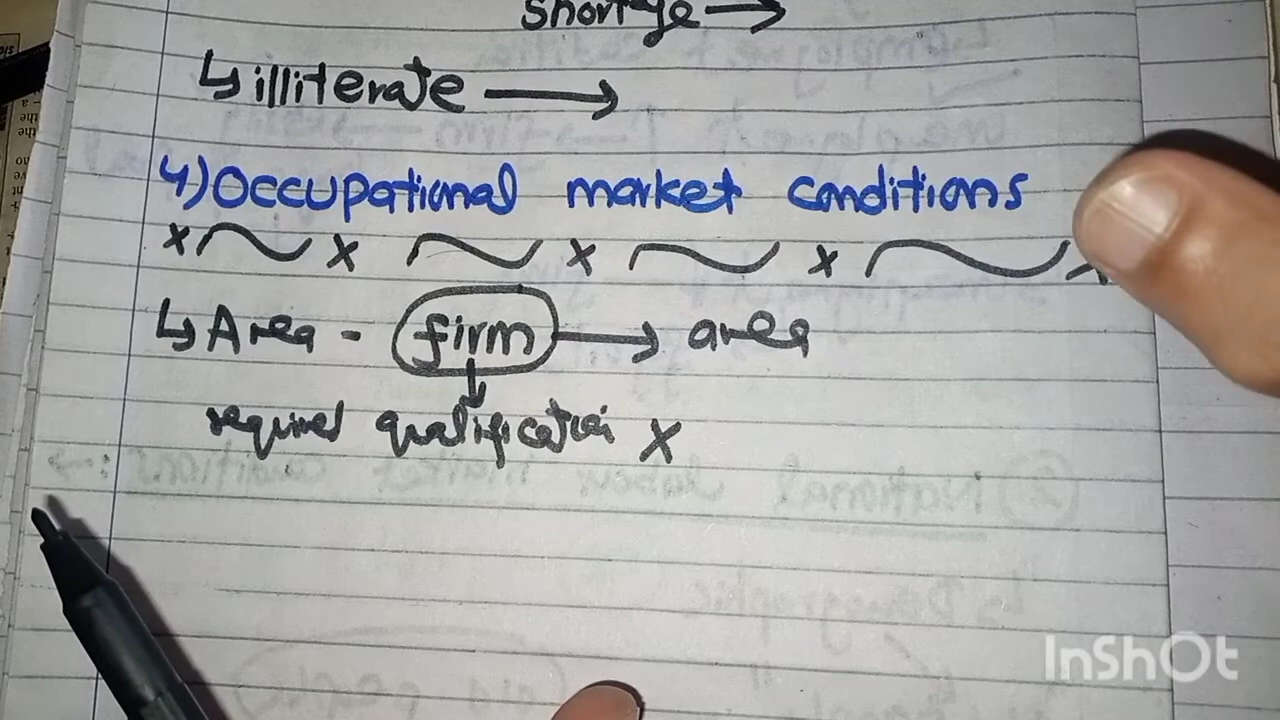 Shortage →
↳ illiterate →
4) Occupational market conditions
x ~ x ~ x ~ x ~ x
↳ Area - firm → area
↓
required qualification x
InShOt